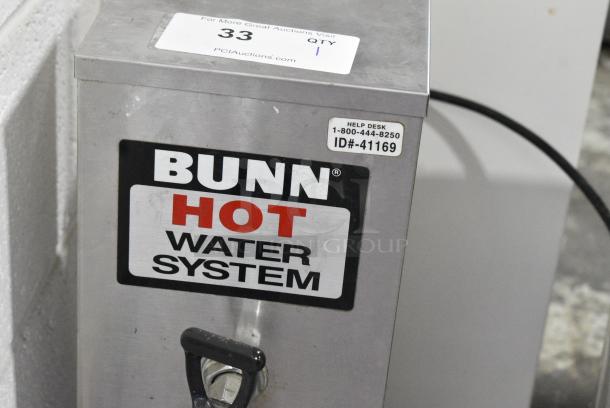 For More Great Auctions Visit
33
QTY
1
PCIAuctions.com
HELP DESK
1-800-444-8250
ID#-41169
BUNN®
HOT
WATER
SYSTEM